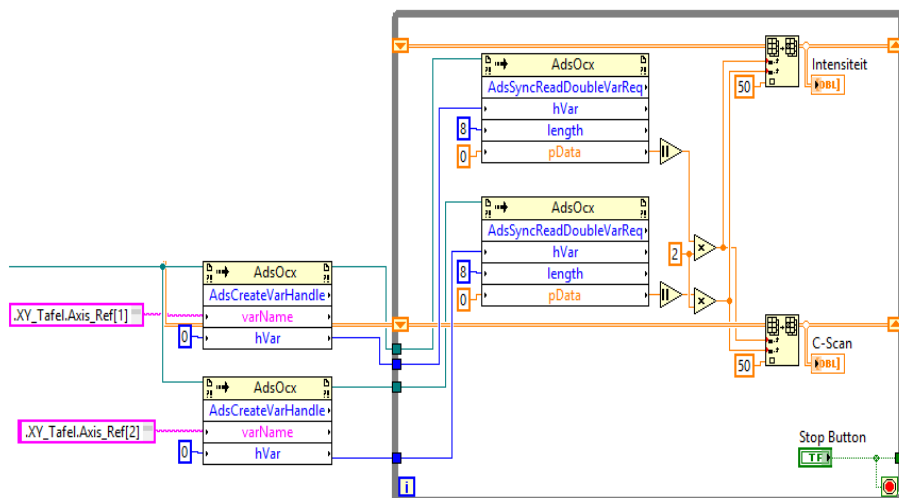 AdsOcx
AdsSyncReadDoubleVarReq
hVar
8
length
0
pData
50
Intensiteit
DBL
AdsOcx
AdsSyncReadDoubleVarReq
hVar
8
length
0
pData
2
x
x
.XY_Tafel.Axis_Ref[1]
AdsOcx
AdsCreateVarHandle
varName
0
hVar
50
C-Scan
DBL
.XY_Tafel.Axis_Ref[2]
AdsOcx
AdsCreateVarHandle
varName
0
hVar
Stop Button
TF
i